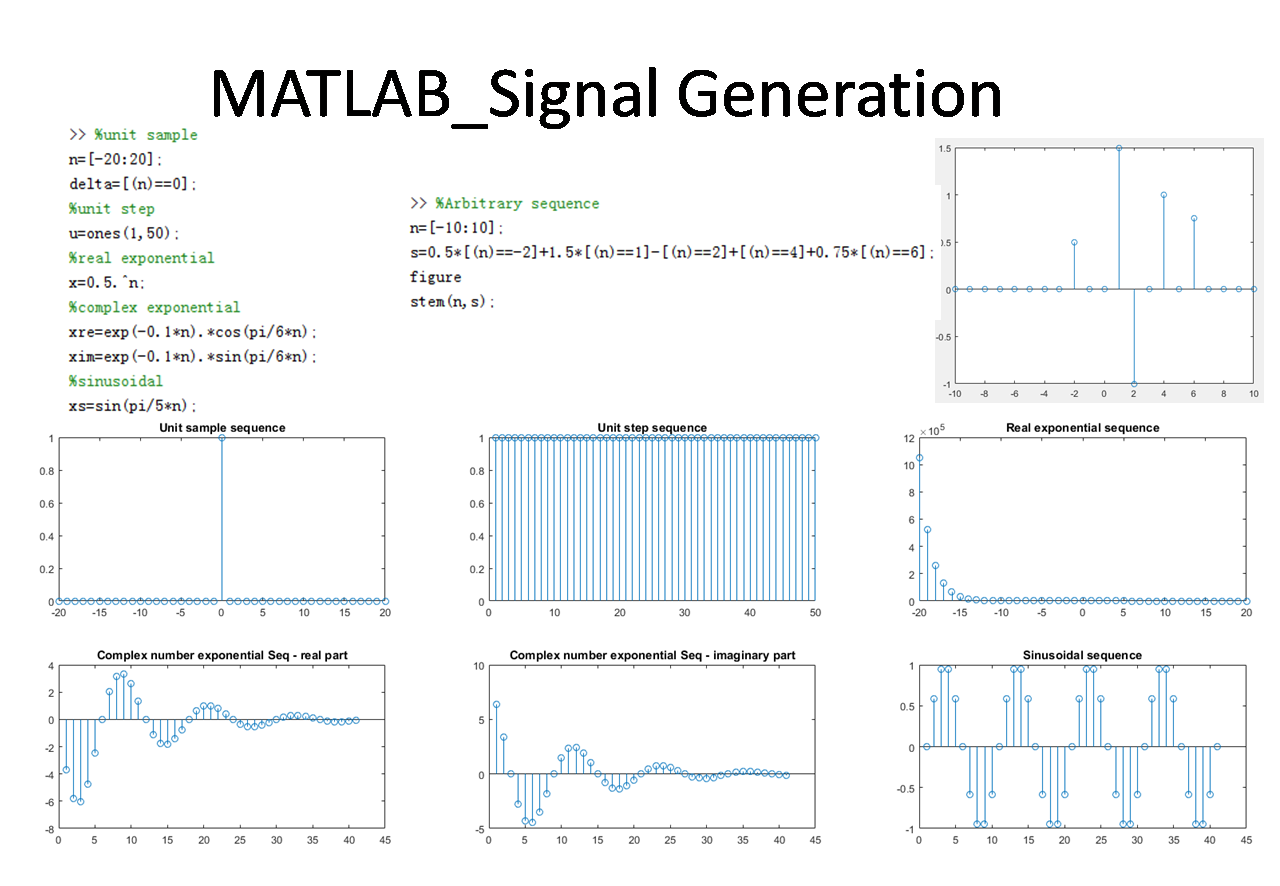 MATLAB_Signal Generation
>> %unit sample
n=[-20:20];
delta=[(n)==0];
%unit step
u=ones(1,50);
%real exponential
x=0.5.^n;
%complex exponential
xre=exp(-0.1*n).*cos(pi/6*n);
xim=exp(-0.1*n).*sin(pi/6*n);
%sinusoidal
xs=sin(pi/5*n);
>> %Arbitrary sequence
n=[-10:10];
s=0.5*[(n)==-2]+1.5*[(n)==1]-[(n)==2]+[(n)==4]+0.75*[(n)==6];
figure
stem(n,s);
1.5
1
0.5
0
-0.5
-1
-10 -8 -6 -4 -2 0 2 4 6 8 10
Unit sample sequence
1
0.8
0.6
0.4
0.2
0
-20 -15 -10 -5 0 5 10 15 20
Unit step sequence
1
0.8
0.6
0.4
0.2
0
0 10 20 30 40 50
Real exponential sequence
×10^5
12
10
8
6
4
2
0
-20 -15 -10 -5 0 5 10 15 20
Complex number exponential Seq - real part
4
2
0
-2
-4
-6
-8
0 5 10 15 20 25 30 35 40 45
Complex number exponential Seq - imaginary part
10
5
0
-5
0 5 10 15 20 25 30 35 40 45
Sinusoidal sequence
1
0.5
0
-0.5
-1
0 5 10 15 20 25 30 35 40 45